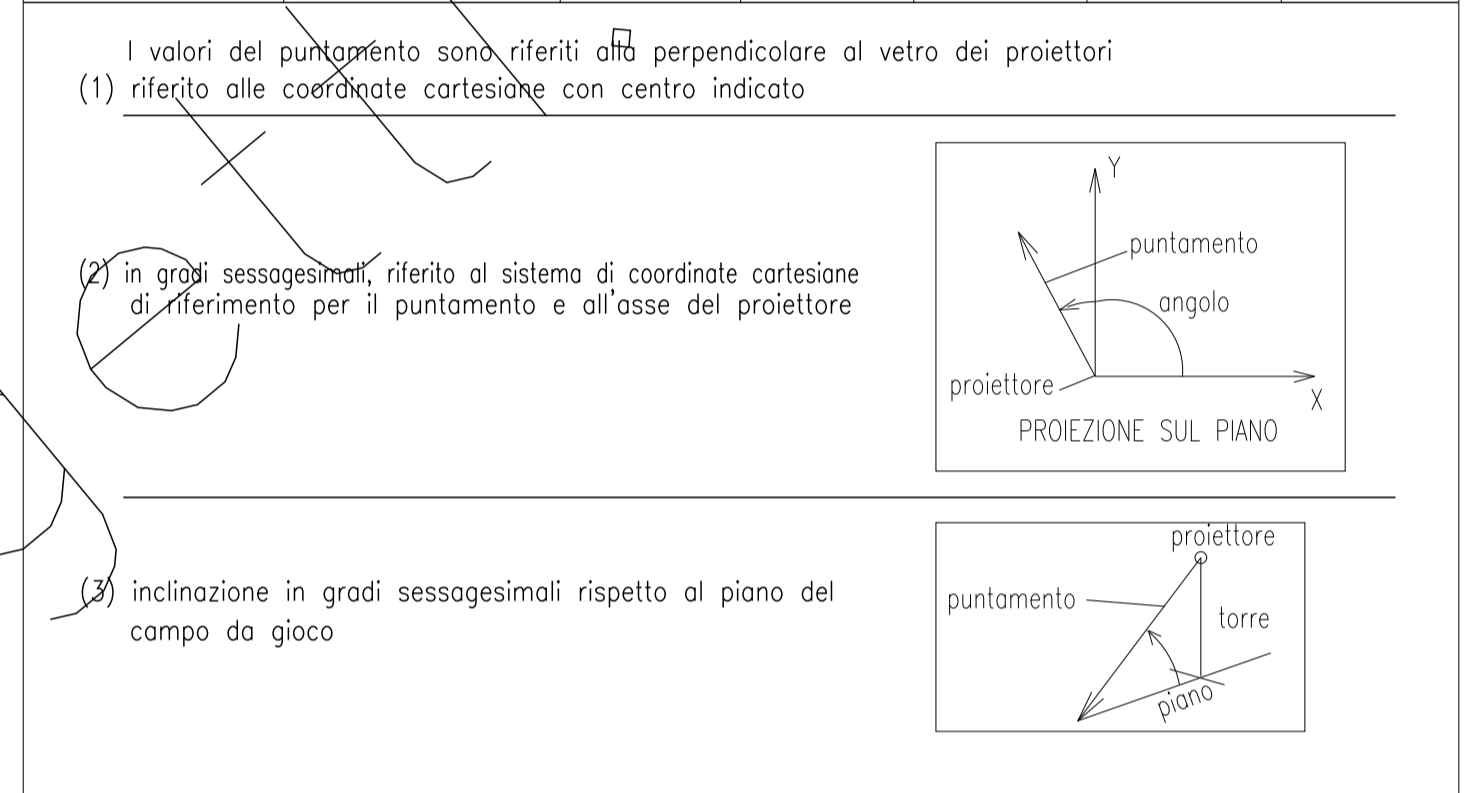 I valori del puntamento sono riferiti alla perpendicolare al vetro dei proiettori
(1) riferito alle coordinate cartesiane con centro indicato
Y
puntamento
angolo
(2) in gradi sessagesimali, riferito al sistema di coordinate cartesiane
di riferimento per il puntamento e all'asse del proiettore
proiettore
X
PROIEZIONE SUL PIANO
proiettore
(3) inclinazione in gradi sessagesimali rispetto al piano del
campo da gioco
puntamento
torre
piano